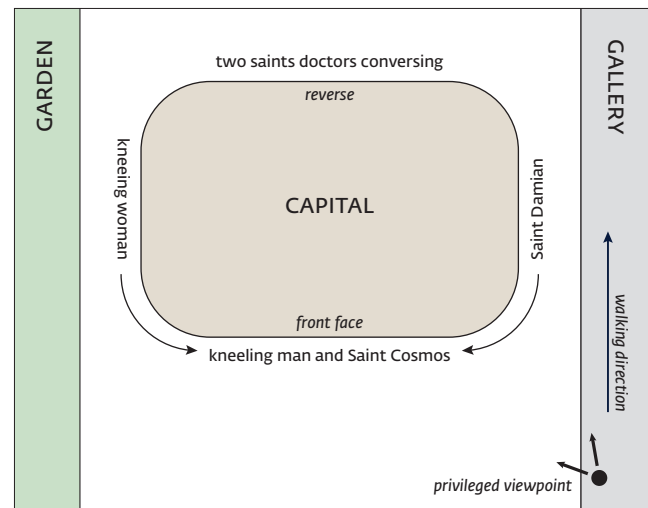 GARDEN
GALLERY
two saints doctors conversing
reverse
kneeing woman
CAPITAL
Saint Damian
front face
kneeling man and Saint Cosmos
walking direction
privileged viewpoint